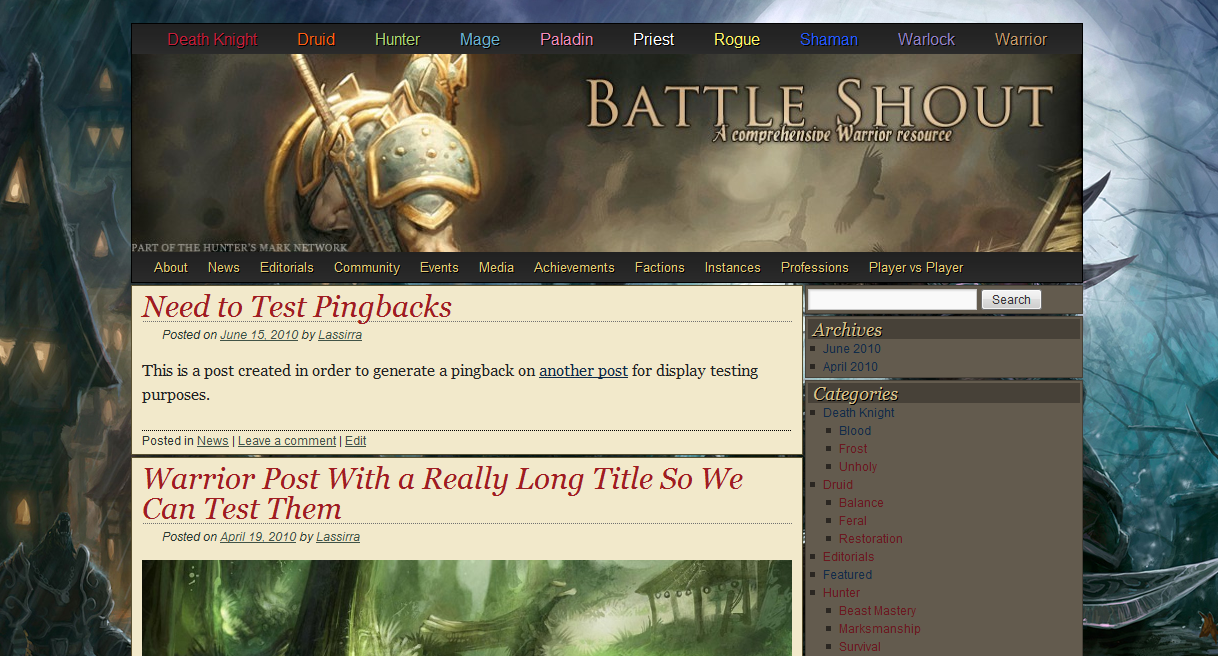 Death Knight Druid Hunter Mage Paladin Priest Rogue Shaman Warlock Warrior
BATTLE SHOUT
A comprehensive Warrior resource
PART OF THE HUNTER'S MARK NETWORK
About News Editorials Community Events Media Achievements Factions Instances Professions Player vs Player
Need to Test Pingbacks
Posted on June 15, 2010 by Lassirra
This is a post created in order to generate a pingback on another post for display testing
purposes.
Posted in News | Leave a comment | Edit
Warrior Post With a Really Long Title So We
Can Test Them
Posted on April 19, 2010 by Lassirra
Search
Archives
June 2010
April 2010
Categories
Death Knight
Blood
Frost
Unholy
Druid
Balance
Feral
Restoration
Editorials
Featured
Hunter
Beast Mastery
Marksmanship
Survival